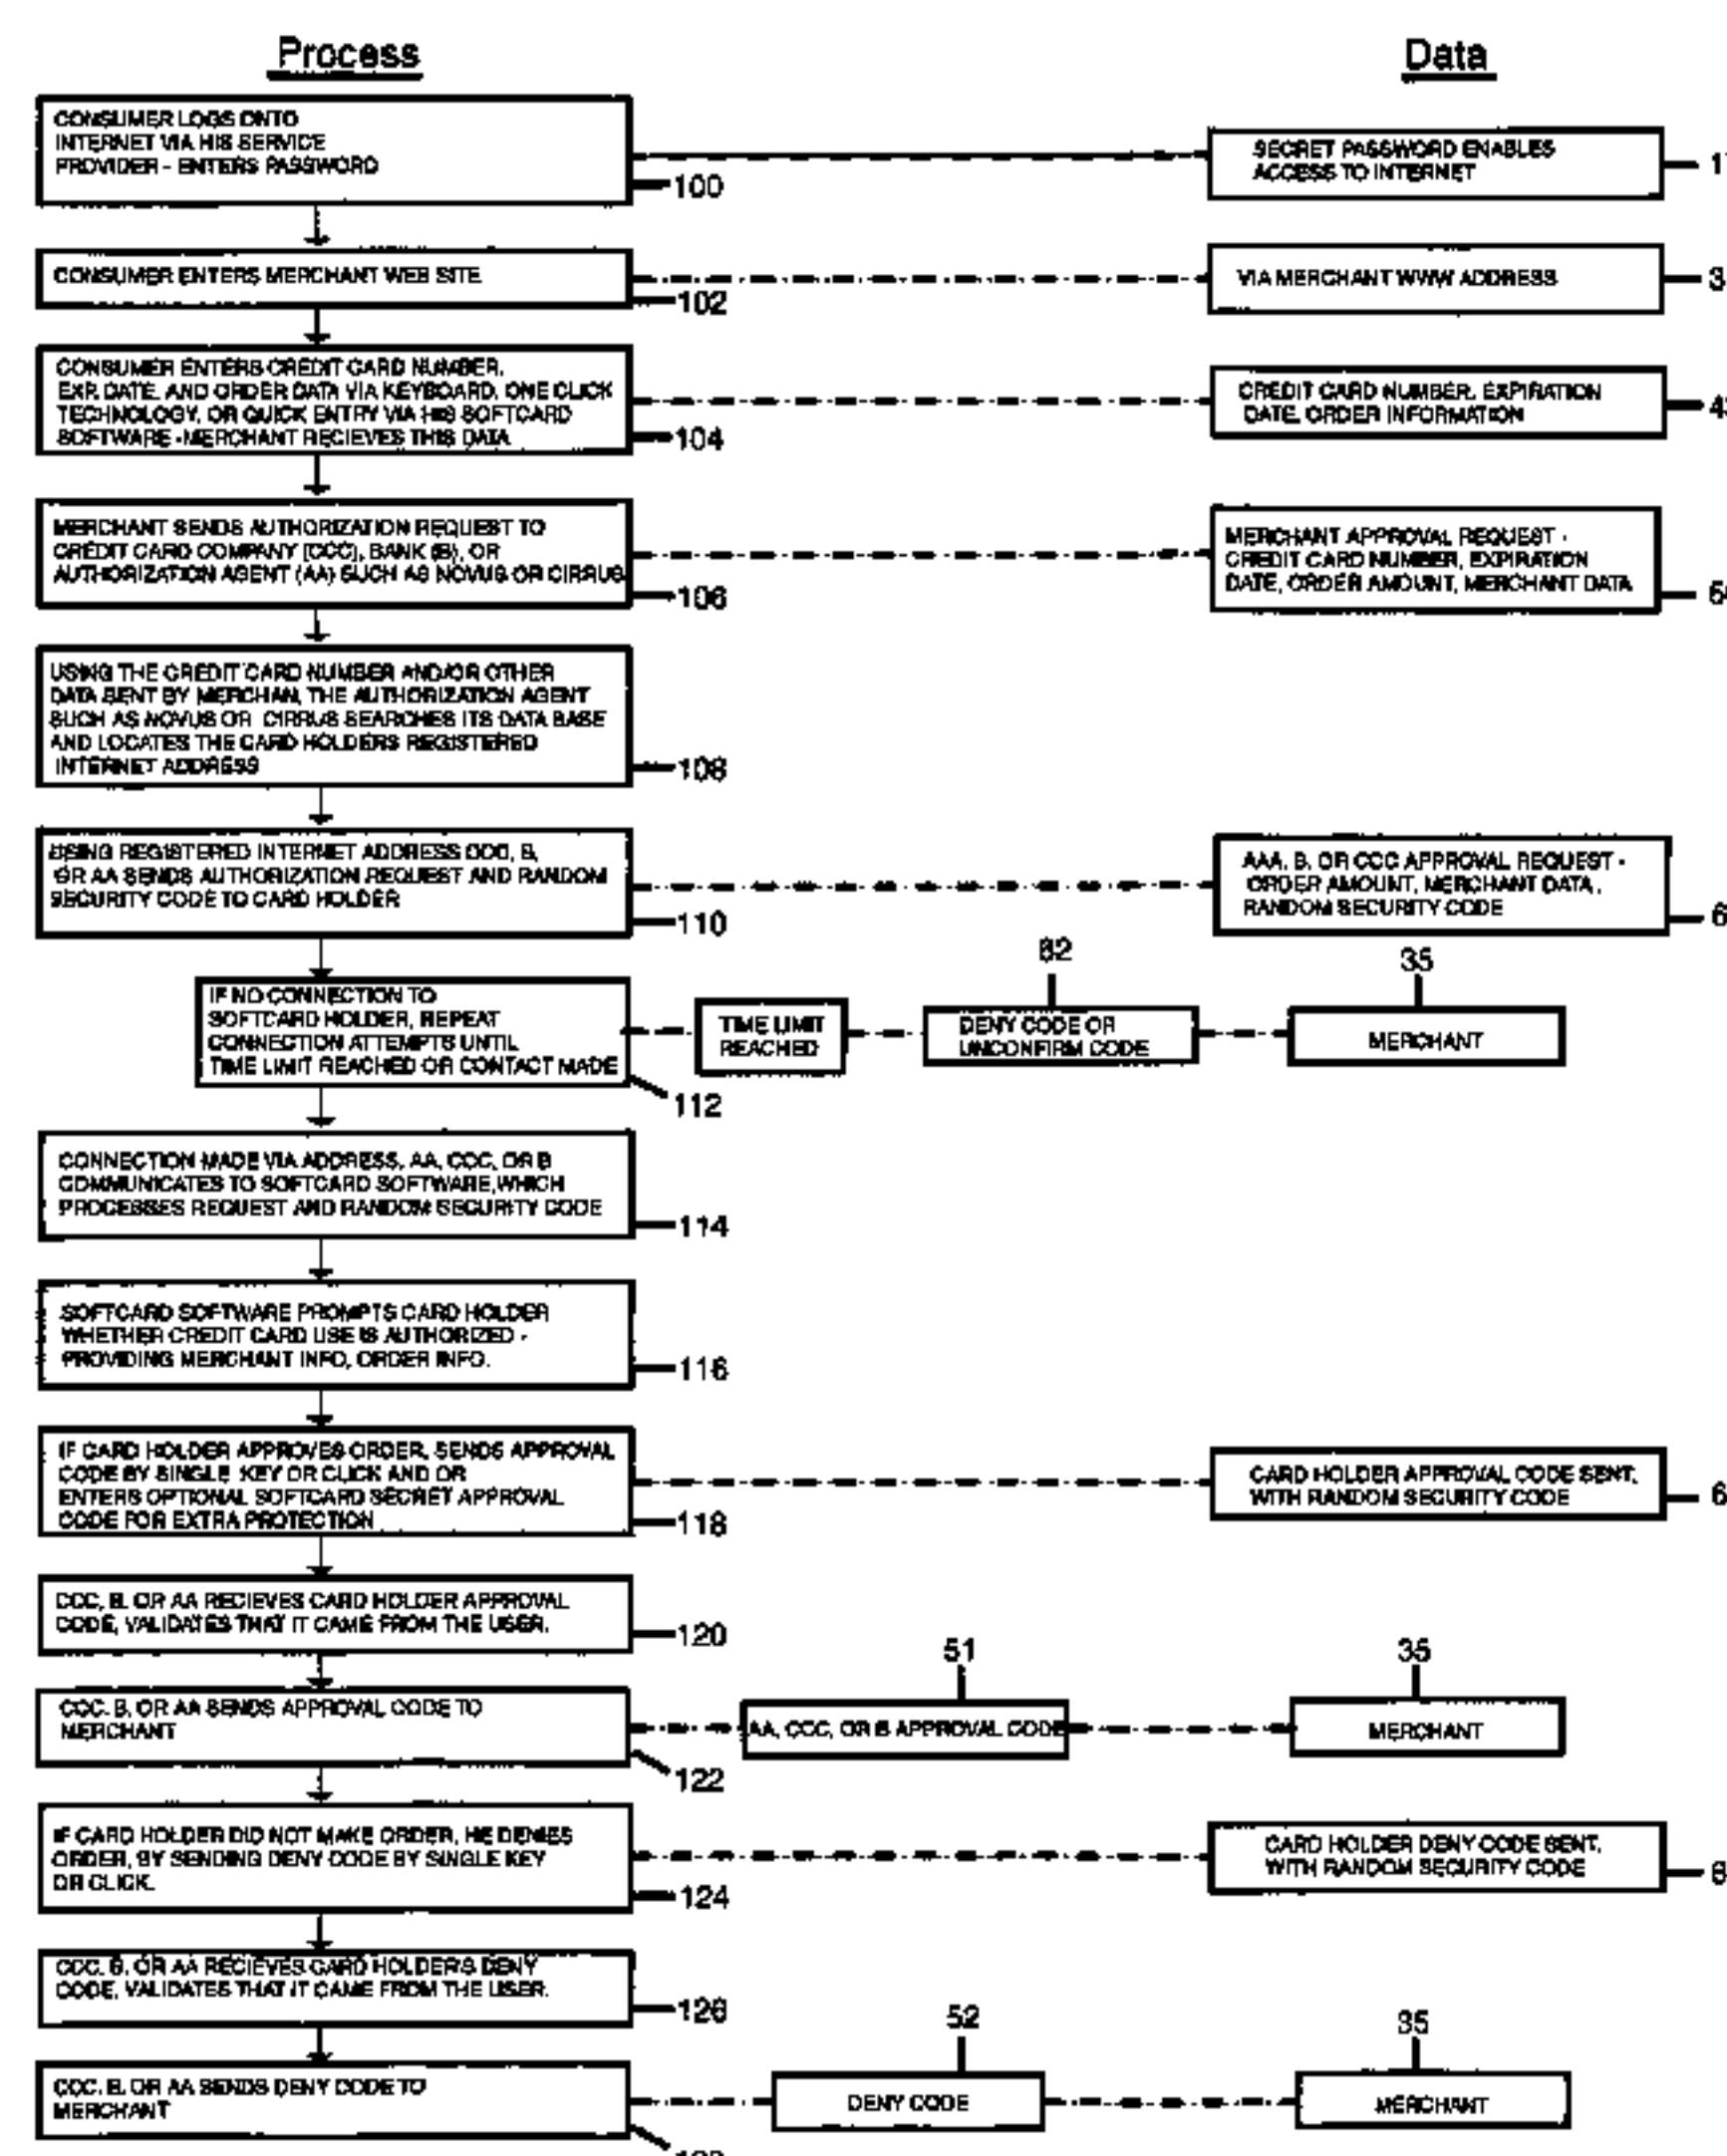 Process
Data
CONSUMER LOGS ONTO
INTERNET VIA HIS SERVICE
PROVIDER - ENTERS PASSWORD
100
SECRET PASSWORD ENABLES
ACCESS TO INTERNET
CONSUMER ENTERS MERCHANT WEB SITE
102
VIA MERCHANT WWW ADDRESS
3
CONSUMER ENTERS CREDIT CARD NUMBER,
EXP. DATE, AND ORDER DATA VIA KEYBOARD, ONE CLICK
TECHNOLOGY, OR QUICK ENTRY VIA HIS SOFTCARD
SOFTWARE -MERCHANT RECIEVES THIS DATA
104
CREDIT CARD NUMBER, EXPIRATION
DATE, ORDER INFORMATION
4
MERCHANT SENDS AUTHORIZATION REQUEST TO
CREDIT CARD COMPANY (CCC), BANK (B), OR
AUTHORIZATION AGENT (AA) SUCH AS NOVUS OR CIRRUS
106
MERCHANT APPROVAL REQUEST -
CREDIT CARD NUMBER, EXPIRATION
DATE, ORDER AMOUNT, MERCHANT DATA
5
USING THE CREDIT CARD NUMBER AND/OR OTHER
DATA SENT BY MERCHAN, THE AUTHORIZATION AGENT
SUCH AS NOVUS OR CIRRUS SEARCHES ITS DATA BASE
AND LOCATES THE CARD HOLDERS REGISTERED
INTERNET ADDRESS
108
USING REGISTERED INTERNET ADDRESS CCC, B,
OR AA SENDS AUTHORIZATION REQUEST AND RANDOM
SECURITY CODE TO CARD HOLDER
110
AAA, B, OR CCC APPROVAL REQUEST -
ORDER AMOUNT, MERCHANT DATA,
RANDOM SECURITY CODE
6
IF NO CONNECTION TO
SOFTCARD HOLDER, REPEAT
CONNECTION ATTEMPTS UNTIL
TIME LIMIT REACHED OR CONTACT MADE
112
TIME LIMIT
REACHED
62
DENY CODE OR
UNCONFIRM CODE
35
MERCHANT
CONNECTION MADE VIA ADDRESS, AA, CCC, OR B
COMMUNICATES TO SOFTCARD SOFTWARE, WHICH
PROCESSES REQUEST AND RANDOM SECURITY CODE
114
SOFTCARD SOFTWARE PROMPTS CARD HOLDER
WHETHER CREDIT CARD USE IS AUTHORIZED -
PROVIDING MERCHANT INFO, ORDER INFO.
116
IF CARD HOLDER APPROVES ORDER, SENDS APPROVAL
CODE BY SINGLE KEY OR CLICK AND OR
ENTERS OPTIONAL SOFTCARD SECRET APPROVAL
CODE FOR EXTRA PROTECTION
118
CARD HOLDER APPROVAL CODE SENT,
WITH RANDOM SECURITY CODE
6
CCC, B, OR AA RECIEVES CARD HOLDER APPROVAL
CODE, VALIDATES THAT IT CAME FROM THE USER.
120
CCC, B, OR AA SENDS APPROVAL CODE TO
MERCHANT
122
51
AA, CCC, OR B APPROVAL CODE
35
MERCHANT
IF CARD HOLDER DID NOT MAKE ORDER, HE DENIES
ORDER, BY SENDING DENY CODE BY SINGLE KEY
OR CLICK.
124
CARD HOLDER DENY CODE SENT,
WITH RANDOM SECURITY CODE
CCC, B, OR AA RECIEVES CARD HOLDER'S DENY
CODE, VALIDATES THAT IT CAME FROM THE USER.
126
CCC, B, OR AA SENDS DENY CODE TO
MERCHANT
52
DENY CODE
35
MERCHANT